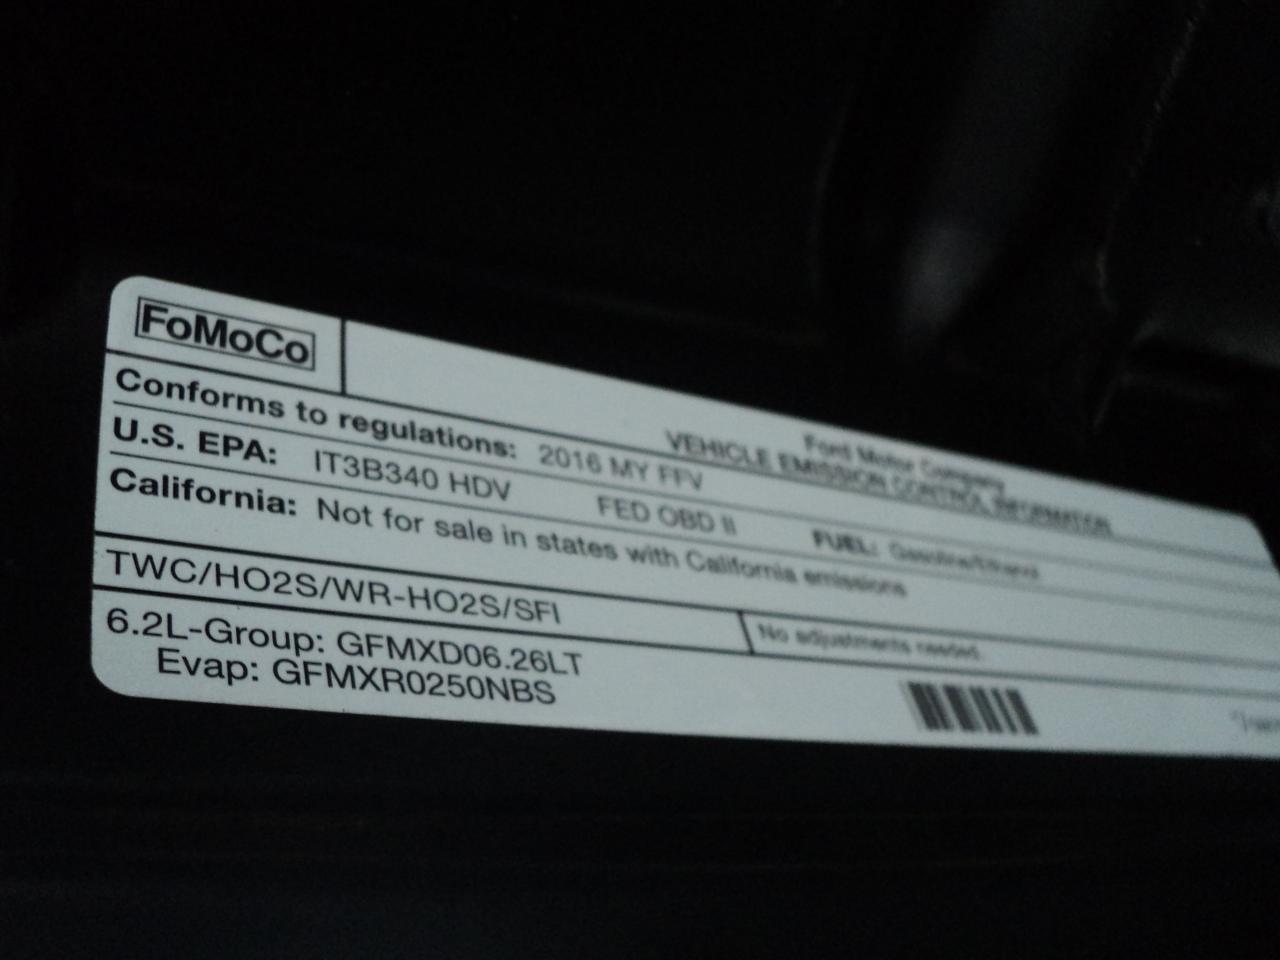 FoMoCo
Ford Motor Company
VEHICLE EMISSION CONTROL INFORMATION
Conforms to regulations: 2016 MY FFV
U.S. EPA: IT3B340 HDV FED OBD II FUEL: Gasoline/Ethanol
California: Not for sale in states with California emissions
TWC/HO2S/WR-HO2S/SFI No adjustments needed.
6.2L-Group: GFMXD06.26LT
Evap: GFMXR0250NBS